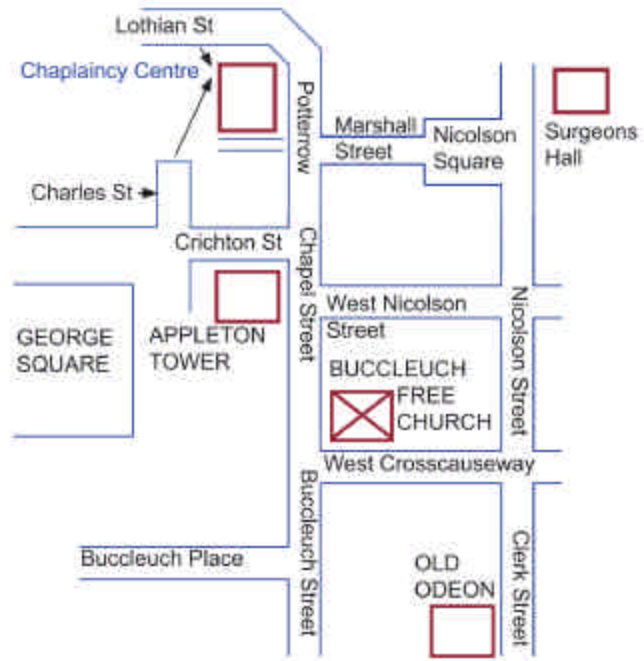 Lothian St
Chaplaincy Centre
Potterrow
Marshall
Street
Nicolson
Square
Surgeons
Hall
Charles St
Crichton St
Chapel Street
West Nicolson
Street
Nicolson Street
GEORGE
SQUARE
APPLETON
TOWER
BUCCLEUCH
FREE
CHURCH
West Crosscauseway
Buccleuch Street
Buccleuch Place
OLD
ODEON
Clerk Street